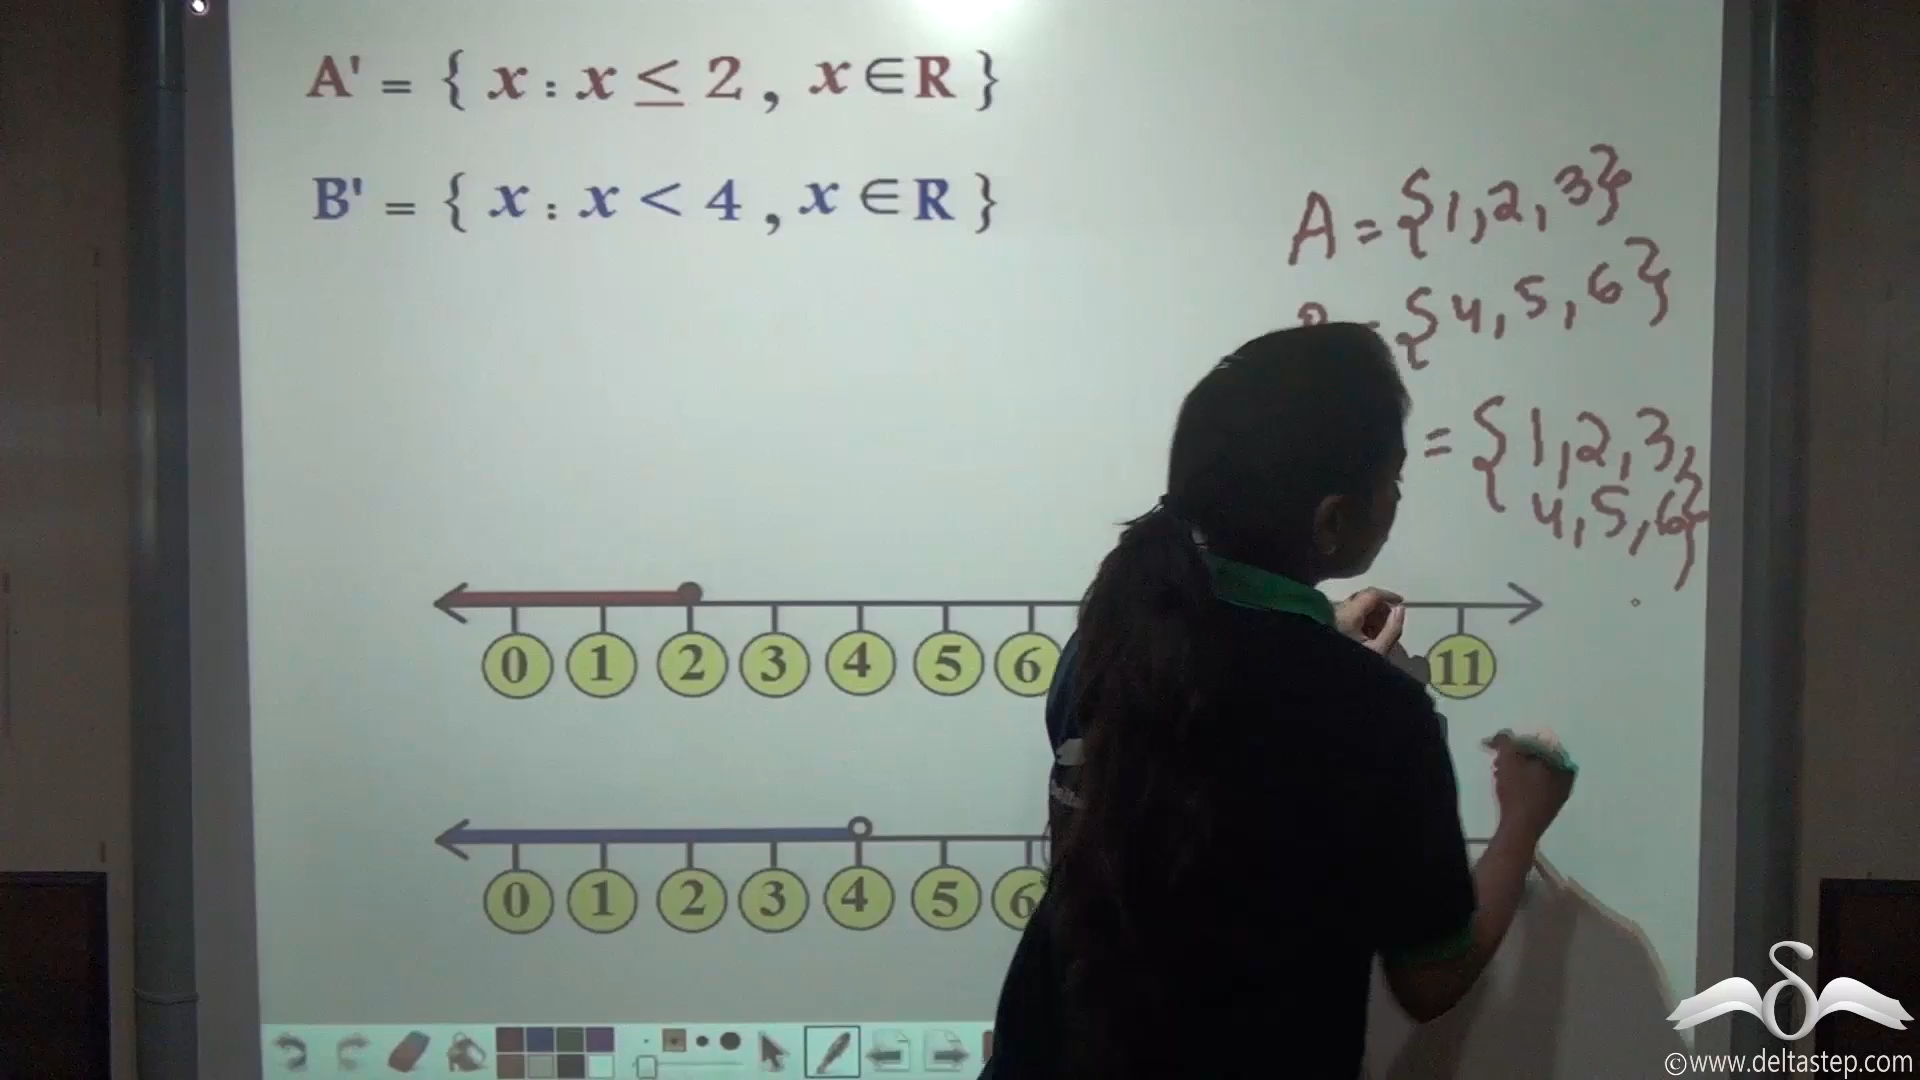 A' = { x : x ≤ 2 , x ∈ R }
B' = { x : x < 4 , x ∈ R }
A = {1, 2, 3}
= {4, 5, 6}
= {1, 2, 3,
4, 5, 6}
0 1 2 3 4 5 6 11
0 1 2 3 4 5 6
©www.deltastep.com